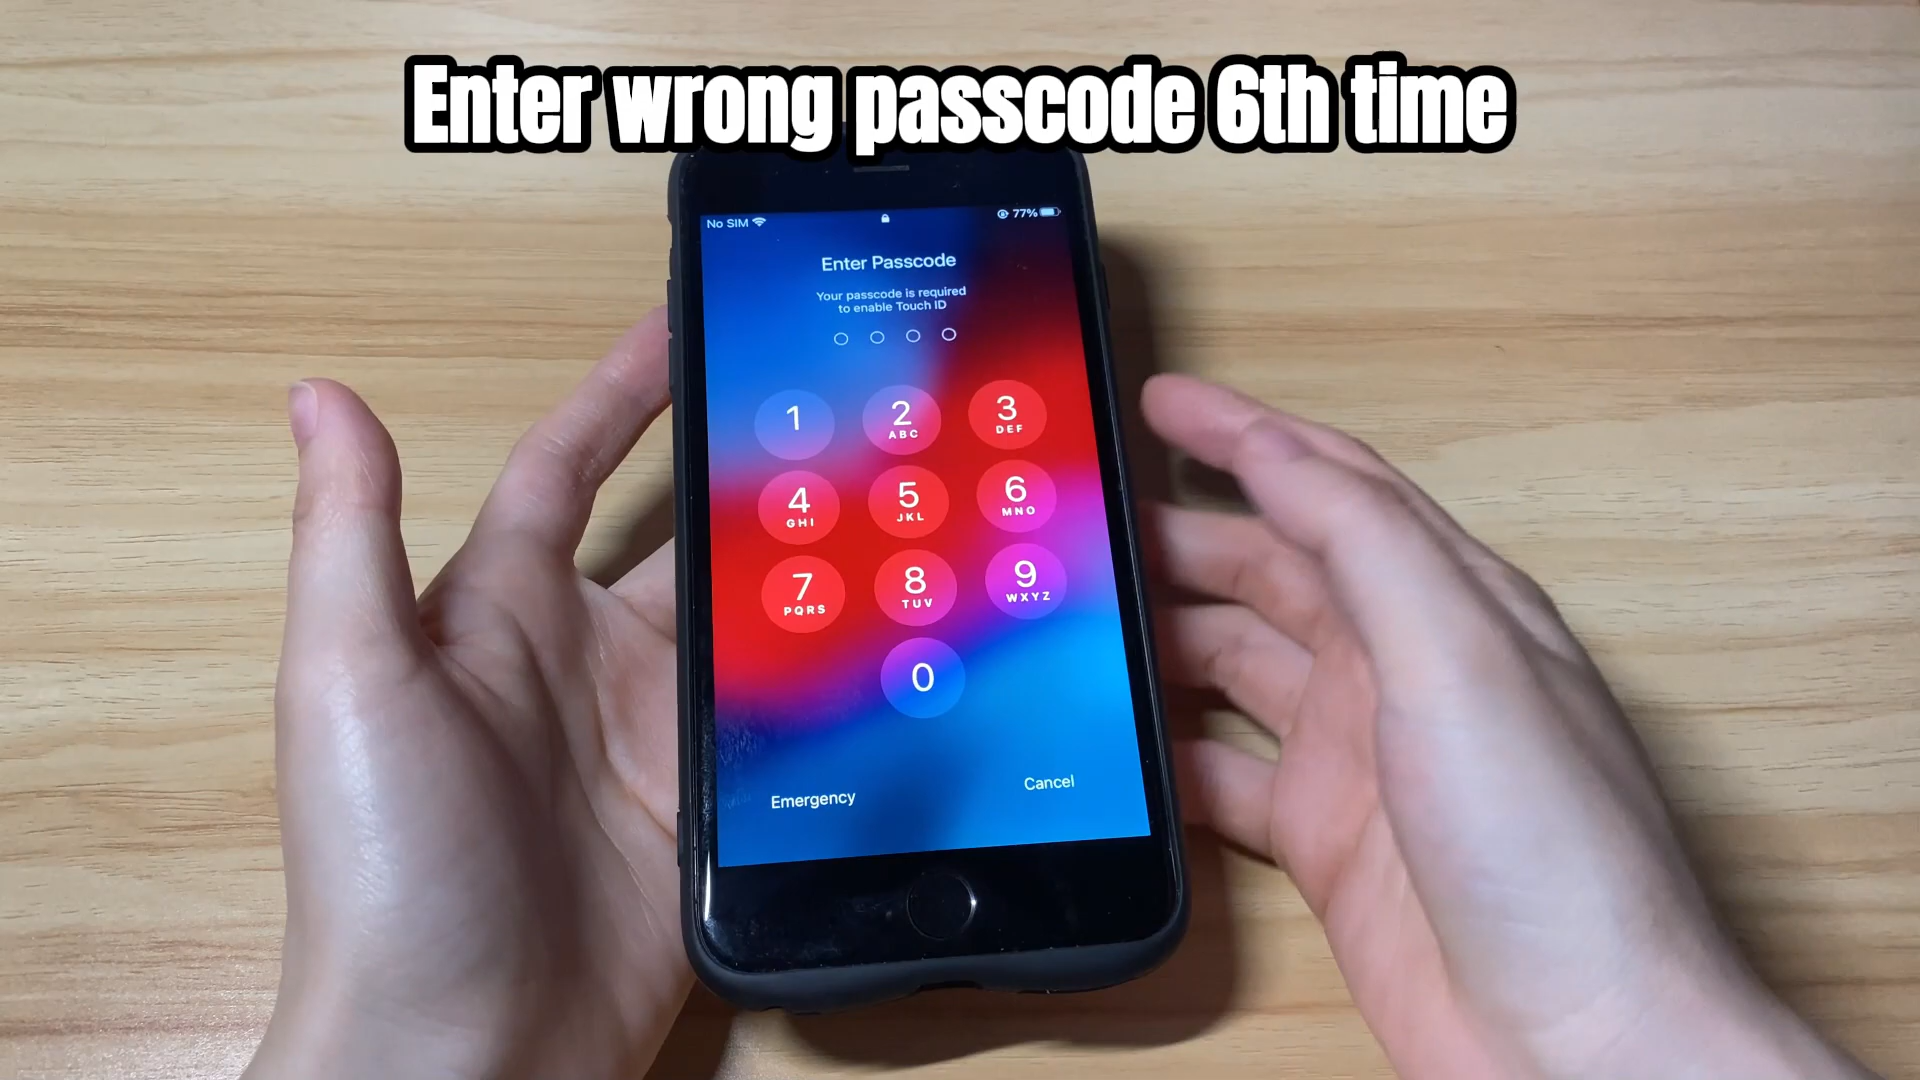 Enter wrong passcode 6th time
No SIM
77%
Enter Passcode
Your passcode is required
to enable Touch ID
1 2 3
ABC DEF
4 5 6
GHI JKL MNO
7 8 9
PQRS TUV WXYZ
0
Emergency Cancel